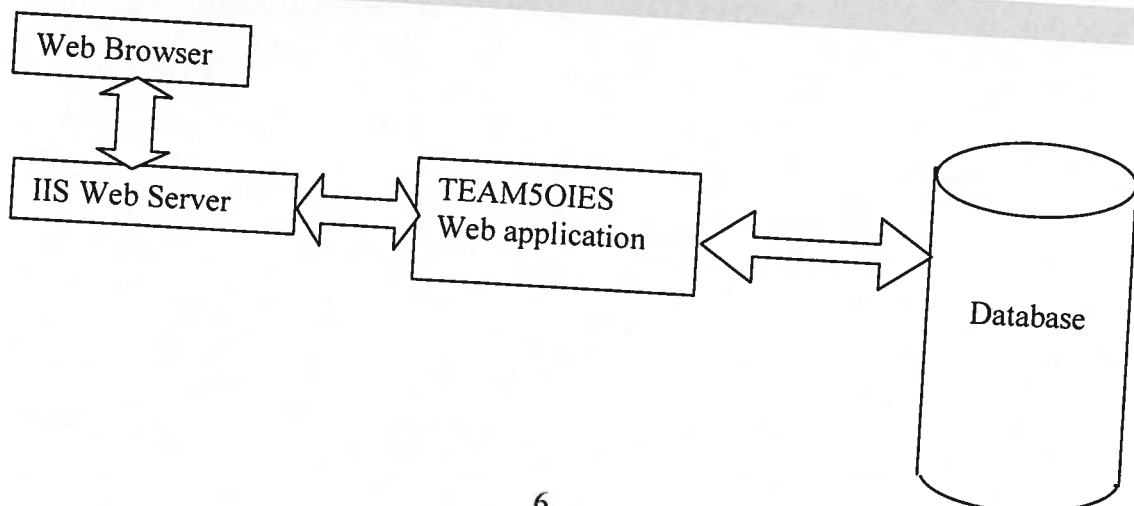 Web Browser
IIS Web Server
TEAM5OIES
Web application
Database
6